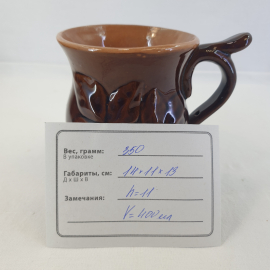 Вес, грамм: 350
В упаковке
Габариты, см: 14×11×13
Д х Ш х В
Замечания: h=11
V=400 мл